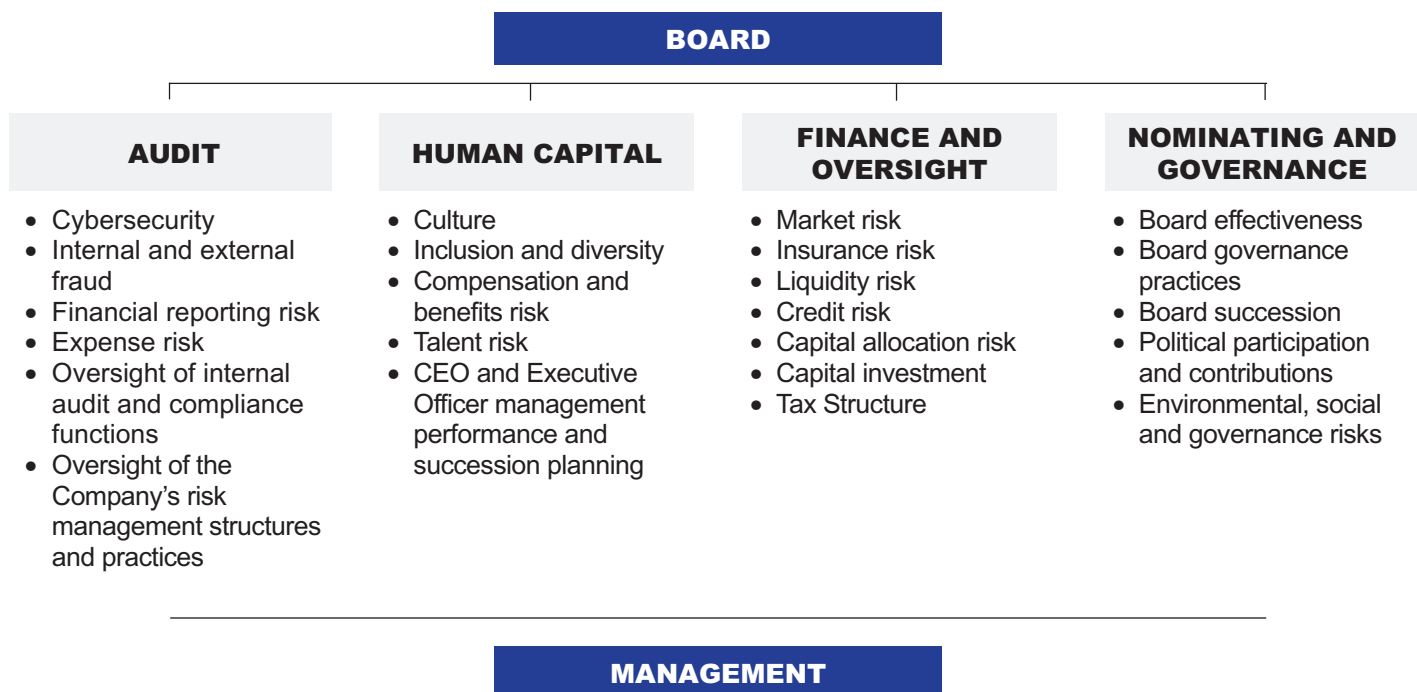 BOARD
AUDIT
• Cybersecurity
• Internal and external
fraud
• Financial reporting risk
• Expense risk
• Oversight of internal
audit and compliance
functions
• Oversight of the
Company’s risk
management structures
and practices
HUMAN CAPITAL
• Culture
• Inclusion and diversity
• Compensation and
benefits risk
• Talent risk
• CEO and Executive
Officer management
performance and
succession planning
FINANCE AND
OVERSIGHT
• Market risk
• Insurance risk
• Liquidity risk
• Credit risk
• Capital allocation risk
• Capital investment
• Tax Structure
NOMINATING AND
GOVERNANCE
• Board effectiveness
• Board governance
practices
• Board succession
• Political participation
and contributions
• Environmental, social
and governance risks
MANAGEMENT